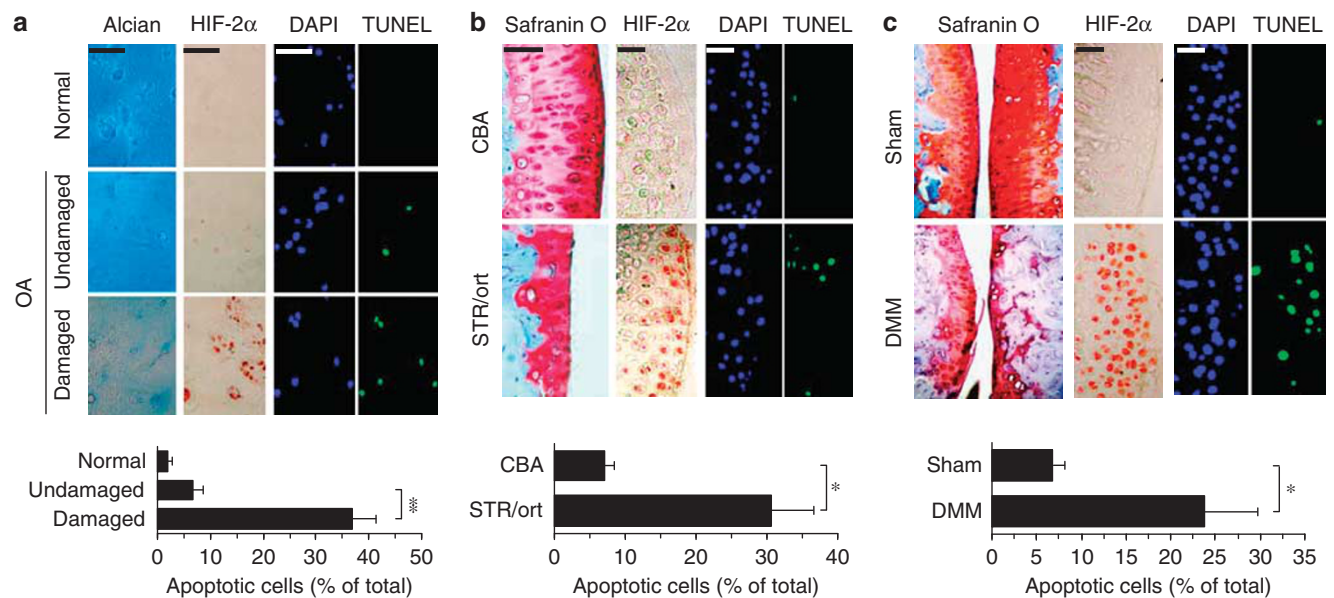 a
Alcian HIF-2α DAPI TUNEL
Normal
OA
Undamaged
Damaged
Normal
Undamaged
Damaged
**
0 10 20 30 40 50
Apoptotic cells (% of total)
b
Safranin O HIF-2α DAPI TUNEL
CBA
STR/ort
CBA
STR/ort
*
0 10 20 30 40
Apoptotic cells (% of total)
c
Safranin O HIF-2α DAPI TUNEL
Sham
DMM
Sham
DMM
*
0 5 10 15 20 25 30 35
Apoptotic cells (% of total)